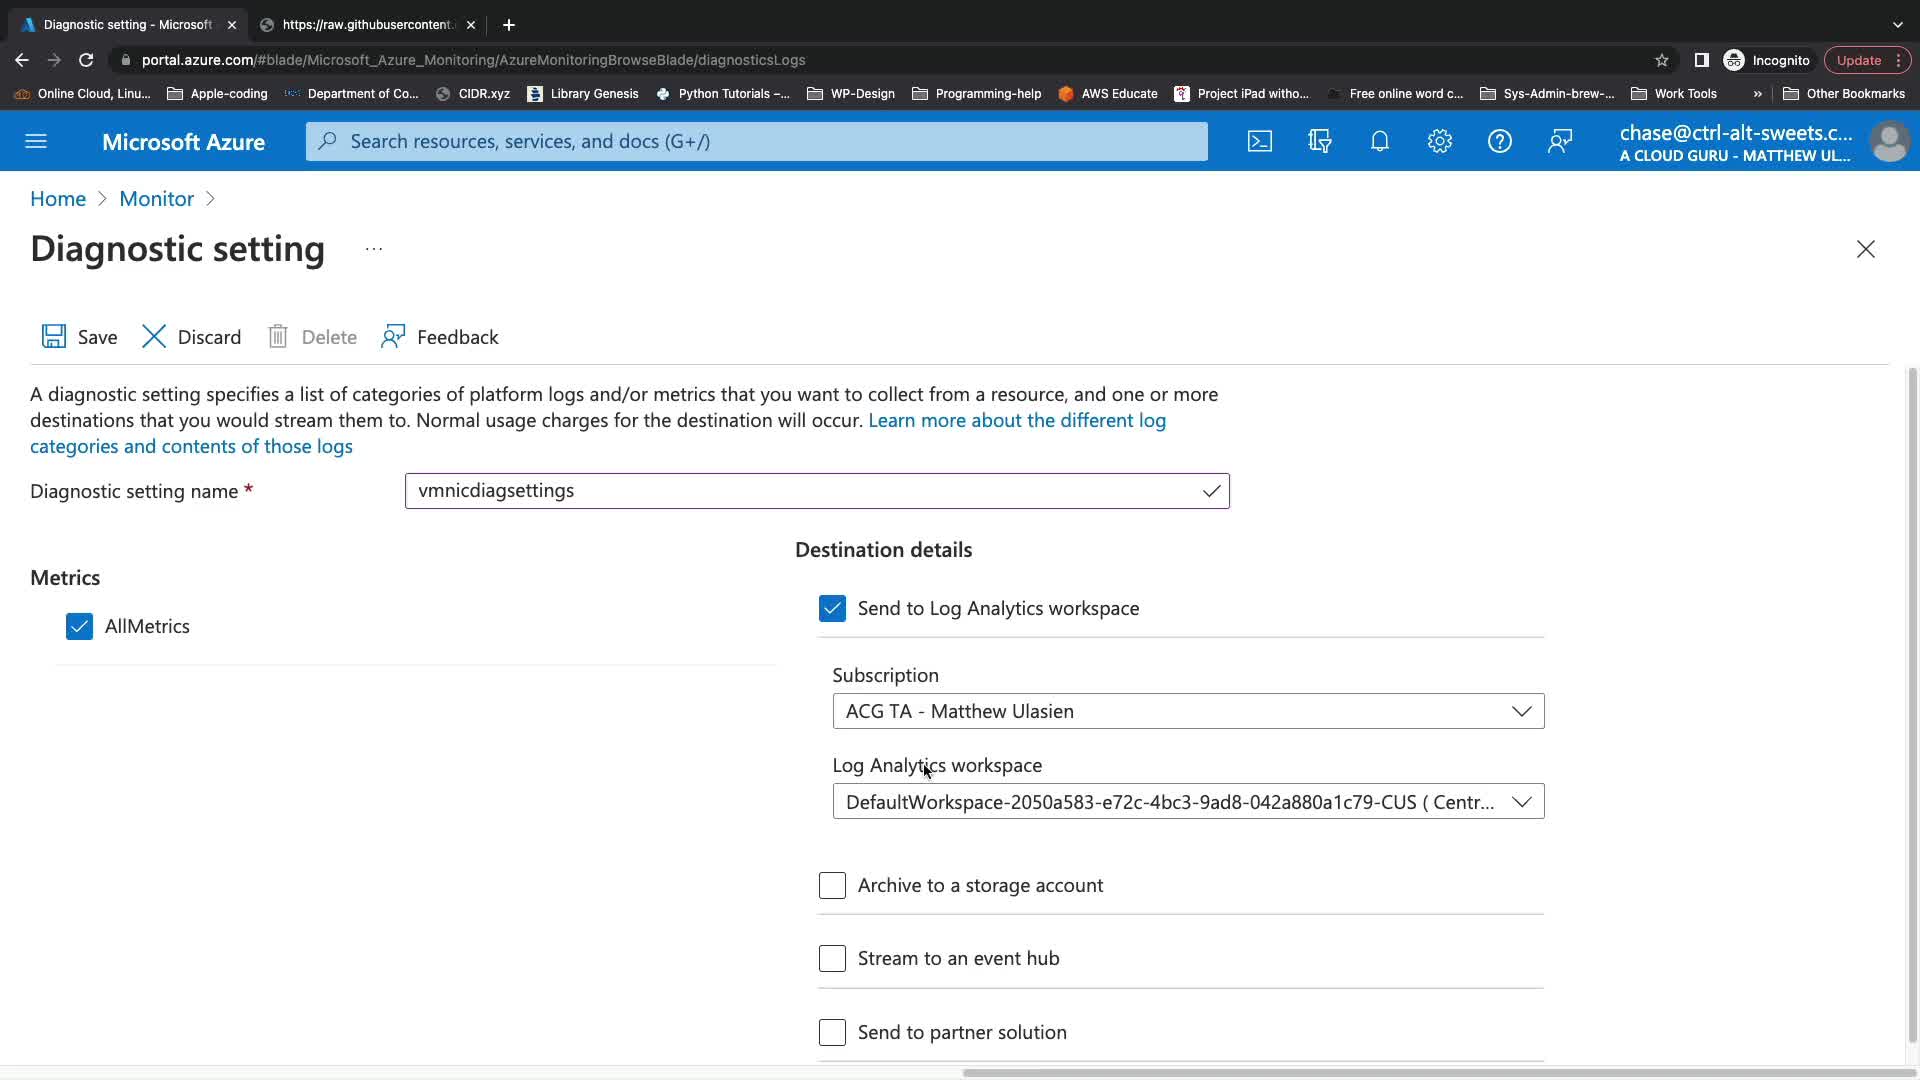 Diagnostic setting - Microsoft
https://raw.githubusercontent.
portal.azure.com/#blade/Microsoft_Azure_Monitoring/AzureMonitoringBrowseBlade/diagnosticsLogs
Incognito
Update
Online Cloud, Linu...
Apple-coding
Department of Co...
CIDR.xyz
Library Genesis
Python Tutorials –...
WP-Design
Programming-help
AWS Educate
Project iPad witho...
Free online word c...
Sys-Admin-brew-...
Work Tools
»
Other Bookmarks
Microsoft Azure
Search resources, services, and docs (G+/)
chase@ctrl-alt-sweets.c...
A CLOUD GURU - MATTHEW UL...
Home > Monitor >
Diagnostic setting ...
Save
Discard
Delete
Feedback
A diagnostic setting specifies a list of categories of platform logs and/or metrics that you want to collect from a resource, and one or more
destinations that you would stream them to. Normal usage charges for the destination will occur. Learn more about the different log
categories and contents of those logs
Diagnostic setting name *
vmnicdiagsettings
Metrics
AllMetrics
Destination details
Send to Log Analytics workspace
Subscription
ACG TA - Matthew Ulasien
Log Analytics workspace
DefaultWorkspace-2050a583-e72c-4bc3-9ad8-042a880a1c79-CUS ( Centr...
Archive to a storage account
Stream to an event hub
Send to partner solution